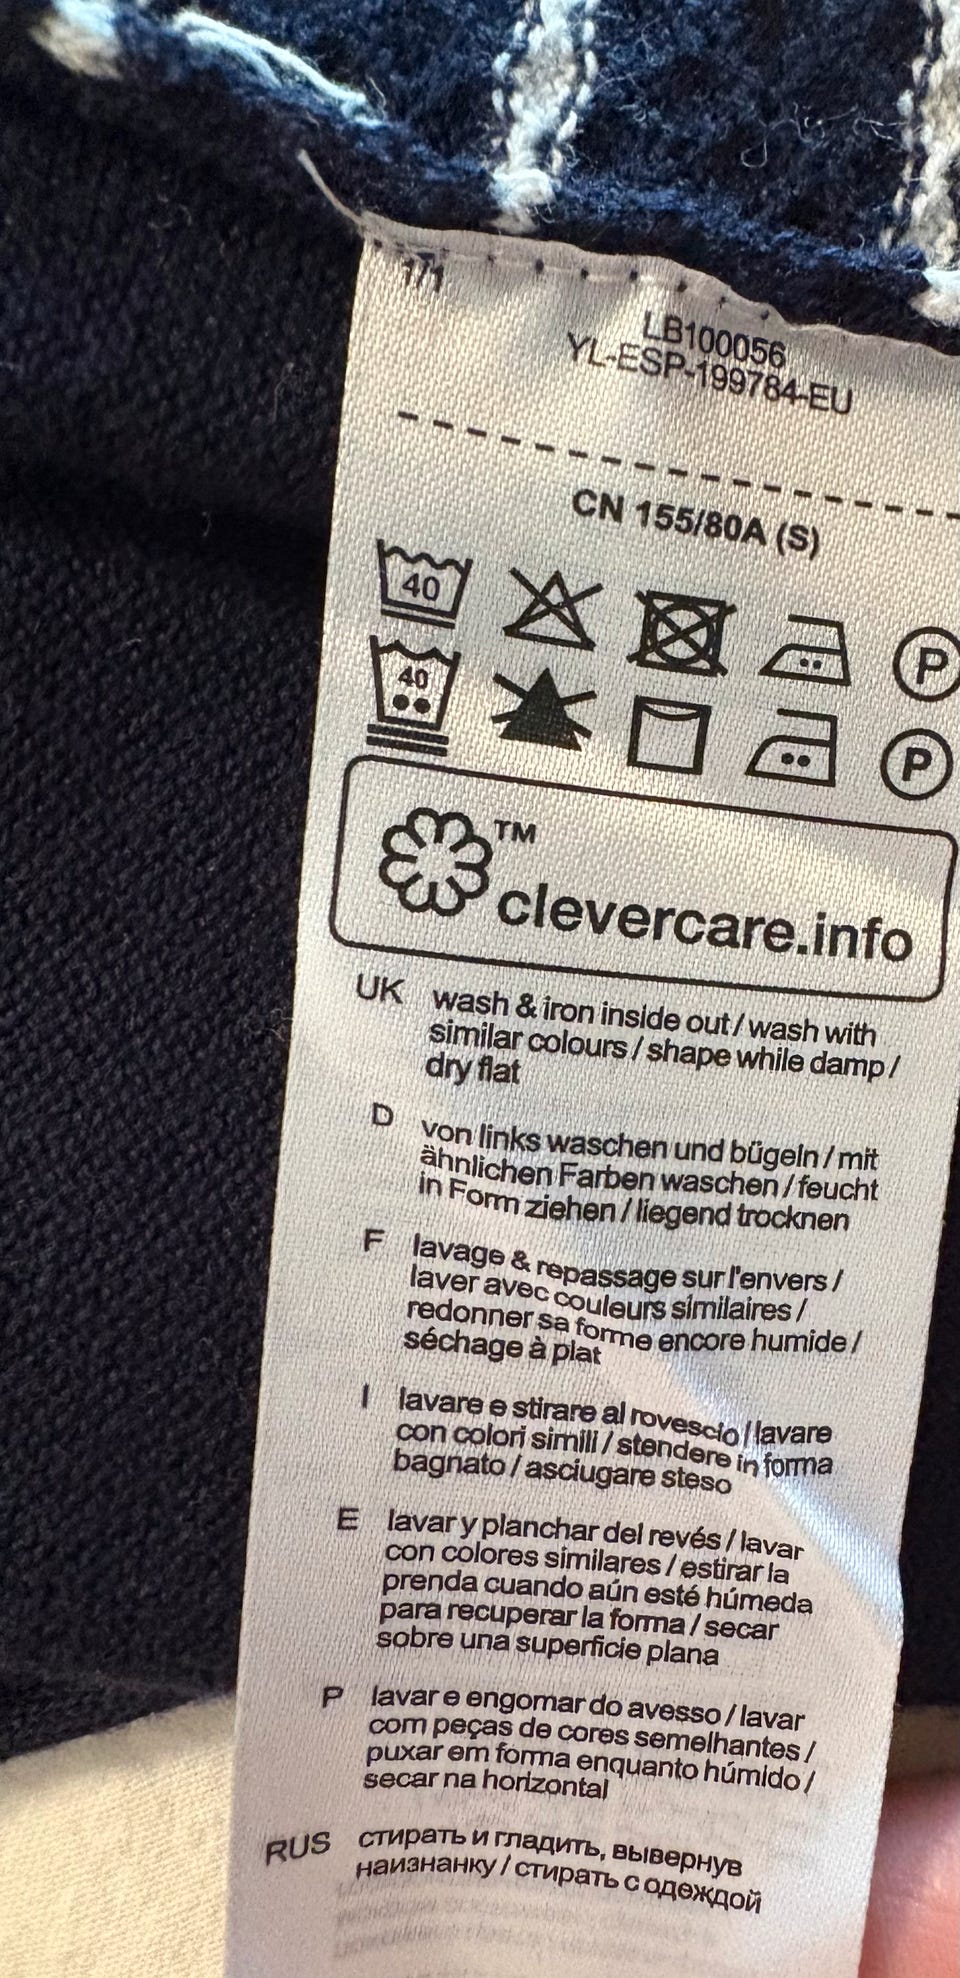 171
LB100056
YL-ESP-199784-EU
CN 155/80A (S)
40 P
40 P
TM
clevercare.info
UK wash & iron inside out / wash with
similar colours / shape while damp /
dry flat
D von links waschen und bügeln / mit
ähnlichen Farben waschen / feucht
in Form ziehen / liegend trocknen
F lavage & repassage sur l'envers /
laver avec couleurs similaires /
redonner sa forme encore humide /
séchage à plat
I lavare e stirare al rovescio / lavare
con colori simili / stendere in forma
bagnato / asciugare steso
E lavar y planchar del revés / lavar
con colores similares / estirar la
prenda cuando aún esté húmeda
para recuperar la forma / secar
sobre una superficie plana
P lavar e engomar do avesso / lavar
com peças de cores semelhantes /
puxar em forma enquanto húmido /
secar na horizontal
RUS стирать и гладить, вывернув
наизнанку / стирать с одеждой